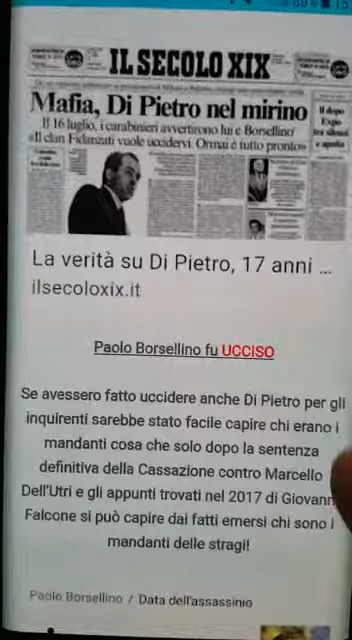 IL SECOLO XIX
Mafia, Di Pietro nel mirino
Il 16 luglio, i carabinieri avvertirono lui e Borsellino
«Il clan Fidanzati vuole uccidervi. Ormai è tutto pronto»
Il dopo
Expo
La verità su Di Pietro, 17 anni ...
ilsecoloxix.it
Paolo Borsellino fu UCCISO
Se avessero fatto uccidere anche Di Pietro per gli
inquirenti sarebbe stato facile capire chi erano i
mandanti cosa che solo dopo la sentenza
definitiva della Cassazione contro Marcello
Dell'Utri e gli appunti trovati nel 2017 di Giovann
Falcone si può capire dai fatti emersi chi sono i
mandanti delle stragi!
Paolo Borsellino / Data dell'assassinio